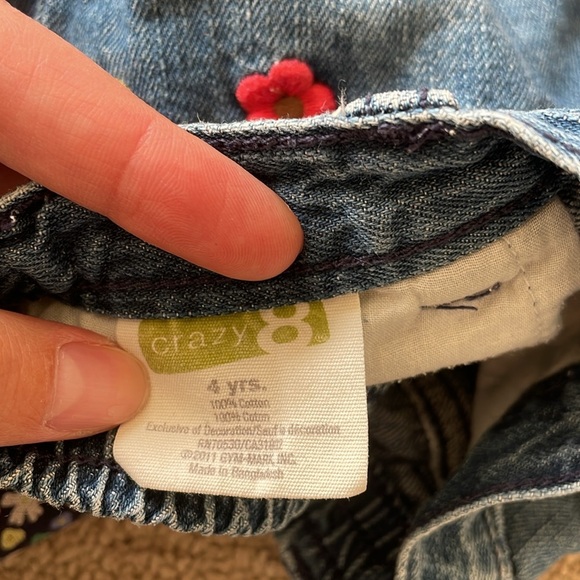 crazy 8
4 yrs.
100% Cotton
100% Coton
Exclusive of Decoration/Sauf la décoration
RN70530/CA31082
©2011 GYM-MARK, INC.
Made in Bangladesh